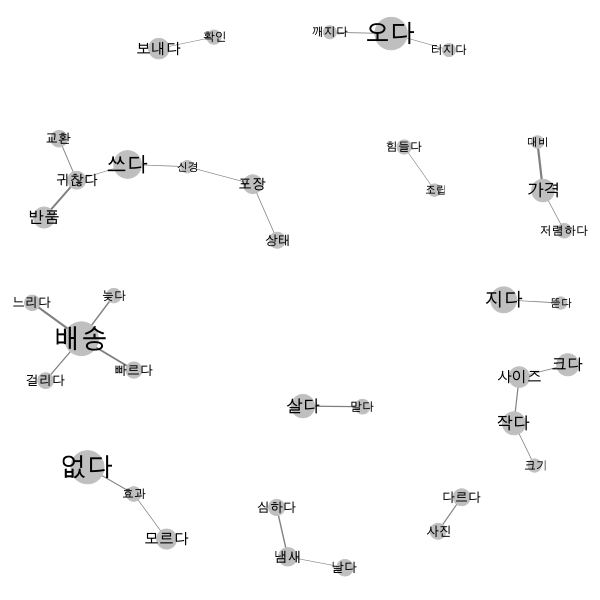 보내다
확인
깨지다
오다
터지다
교환
귀찮다
쓰다
신경
포장
반품
상태
힘들다
조립
대비
가격
저렴하다
느리다
늦다
배송
걸리다
빠르다
지다
뜯다
사이즈
크다
작다
크기
살다
말다
없다
효과
모르다
심하다
냄새
날다
다르다
사진